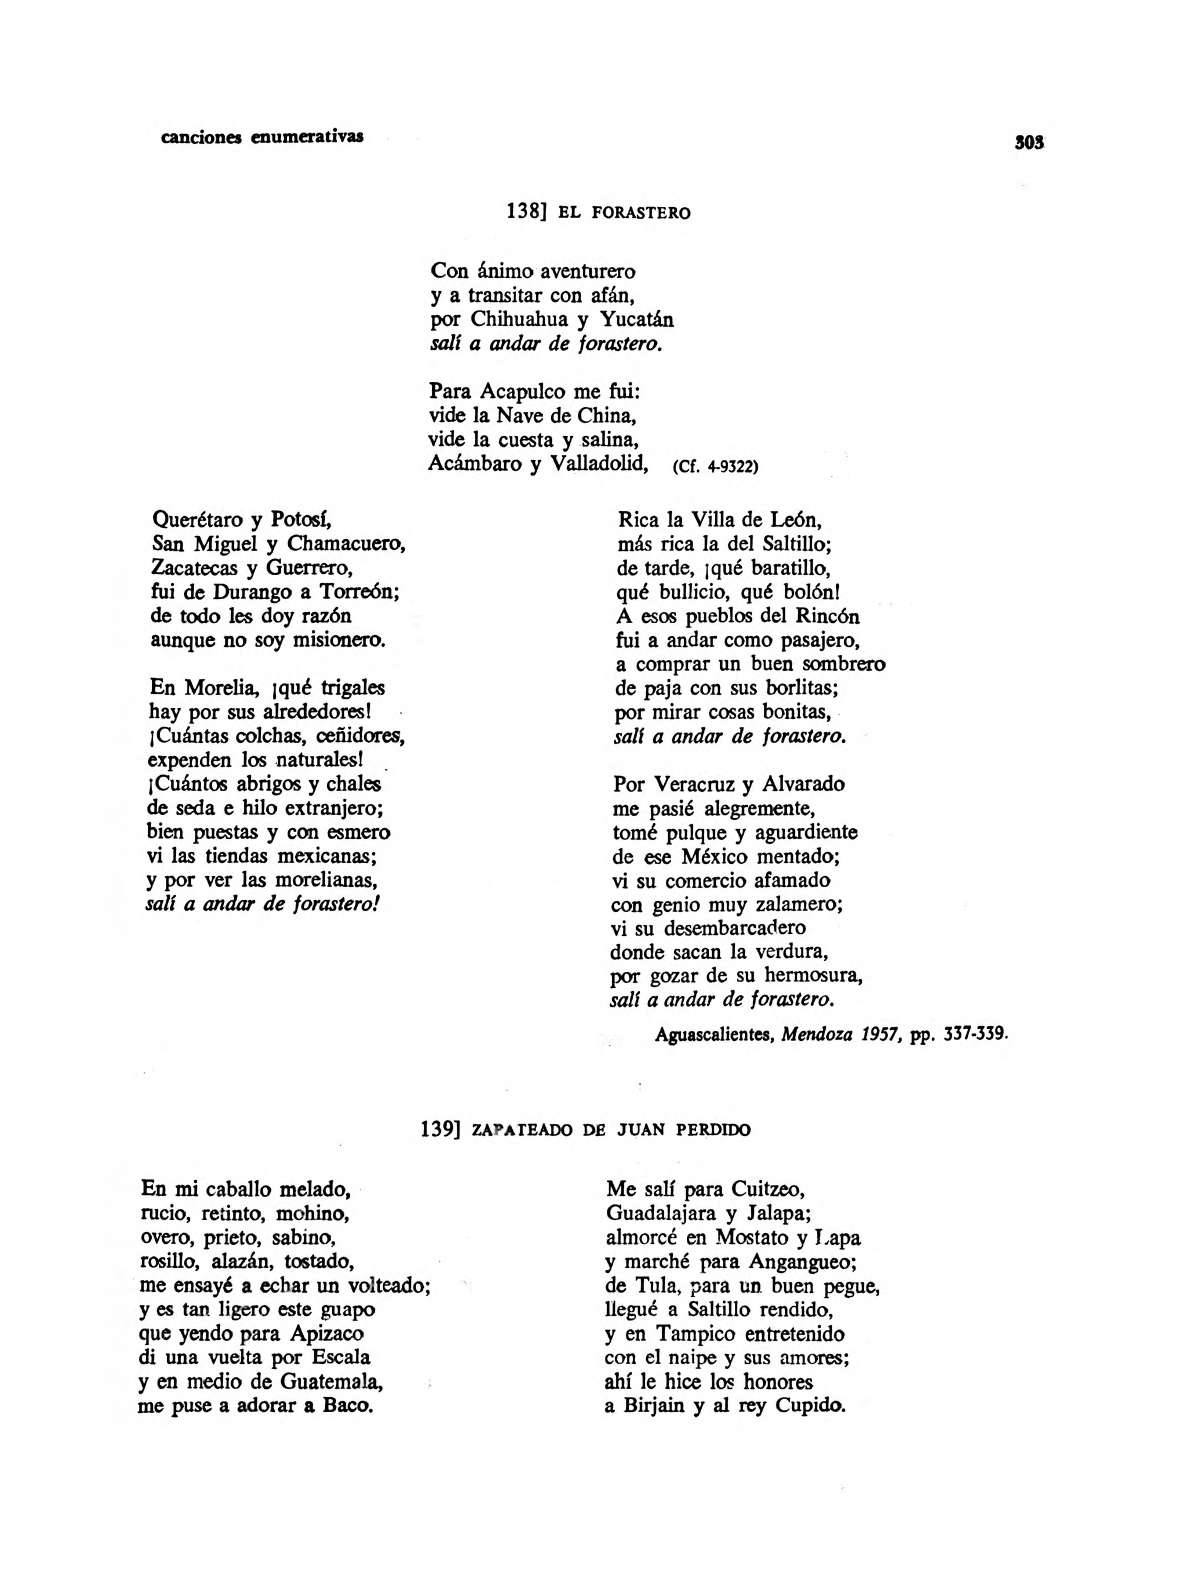 canciones enumerativas
303
138] EL FORASTERO
Con ánimo aventurero
y a transitar con afán,
por Chihuahua y Yucatán
salí a andar de forastero.
Para Acapulco me fui:
vide la Nave de China,
vide la cuesta y salina,
Acámbaro y Valladolid, (Cf. 4-9322)
Querétaro y Potosí,
San Miguel y Chamacuero,
Zacatecas y Guerrero,
fui de Durango a Torreón;
de todo les doy razón
aunque no soy misionero.
En Morelia, ¡qué trigales
hay por sus alrededores!
¡Cuántas colchas, ceñidores,
expenden los naturales!
¡Cuántos abrigos y chales
de seda e hilo extranjero;
bien puestas y con esmero
vi las tiendas mexicanas;
y por ver las morelianas,
salí a andar de forastero!
Rica la Villa de León,
más rica la del Saltillo;
de tarde, ¡qué baratillo,
qué bullicio, qué bolón!
A esos pueblos del Rincón
fui a andar como pasajero,
a comprar un buen sombrero
de paja con sus borlitas;
por mirar cosas bonitas,
salí a andar de forastero.
Por Veracruz y Alvarado
me pasié alegremente,
tomé pulque y aguardiente
de ese México mentado;
vi su comercio afamado
con genio muy zalamero;
vi su desembarcadero
donde sacan la verdura,
por gozar de su hermosura,
salí a andar de forastero.
Aguascalientes, Mendoza 1957, pp. 337-339.
139] ZAPATEADO DE JUAN PERDIDO
En mi caballo melado,
rucio, retinto, mohino,
overo, prieto, sabino,
rosillo, alazán, tostado,
me ensayé a echar un volteado;
y es tan ligero este guapo
que yendo para Apizaco
di una vuelta por Escala
y en medio de Guatemala,
me puse a adorar a Baco.
Me salí para Cuitzeo,
Guadalajara y Jalapa;
almorcé en Mostato y Lapa
y marché para Angangueo;
de Tula, para un buen pegue,
llegué a Saltillo rendido,
y en Tampico entretenido
con el naipe y sus amores;
ahí le hice los honores
a Birjain y al rey Cupido.